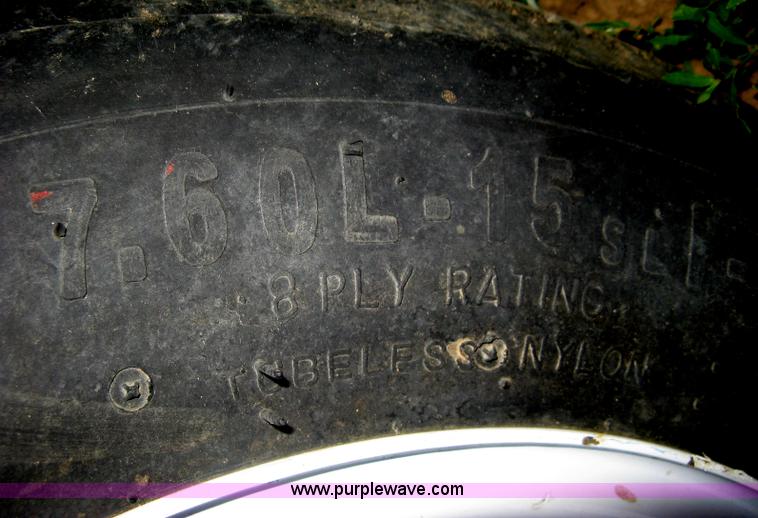 7.60L-15 SL
8 PLY RATING
TUBELESS NYLON
www.purplewave.com